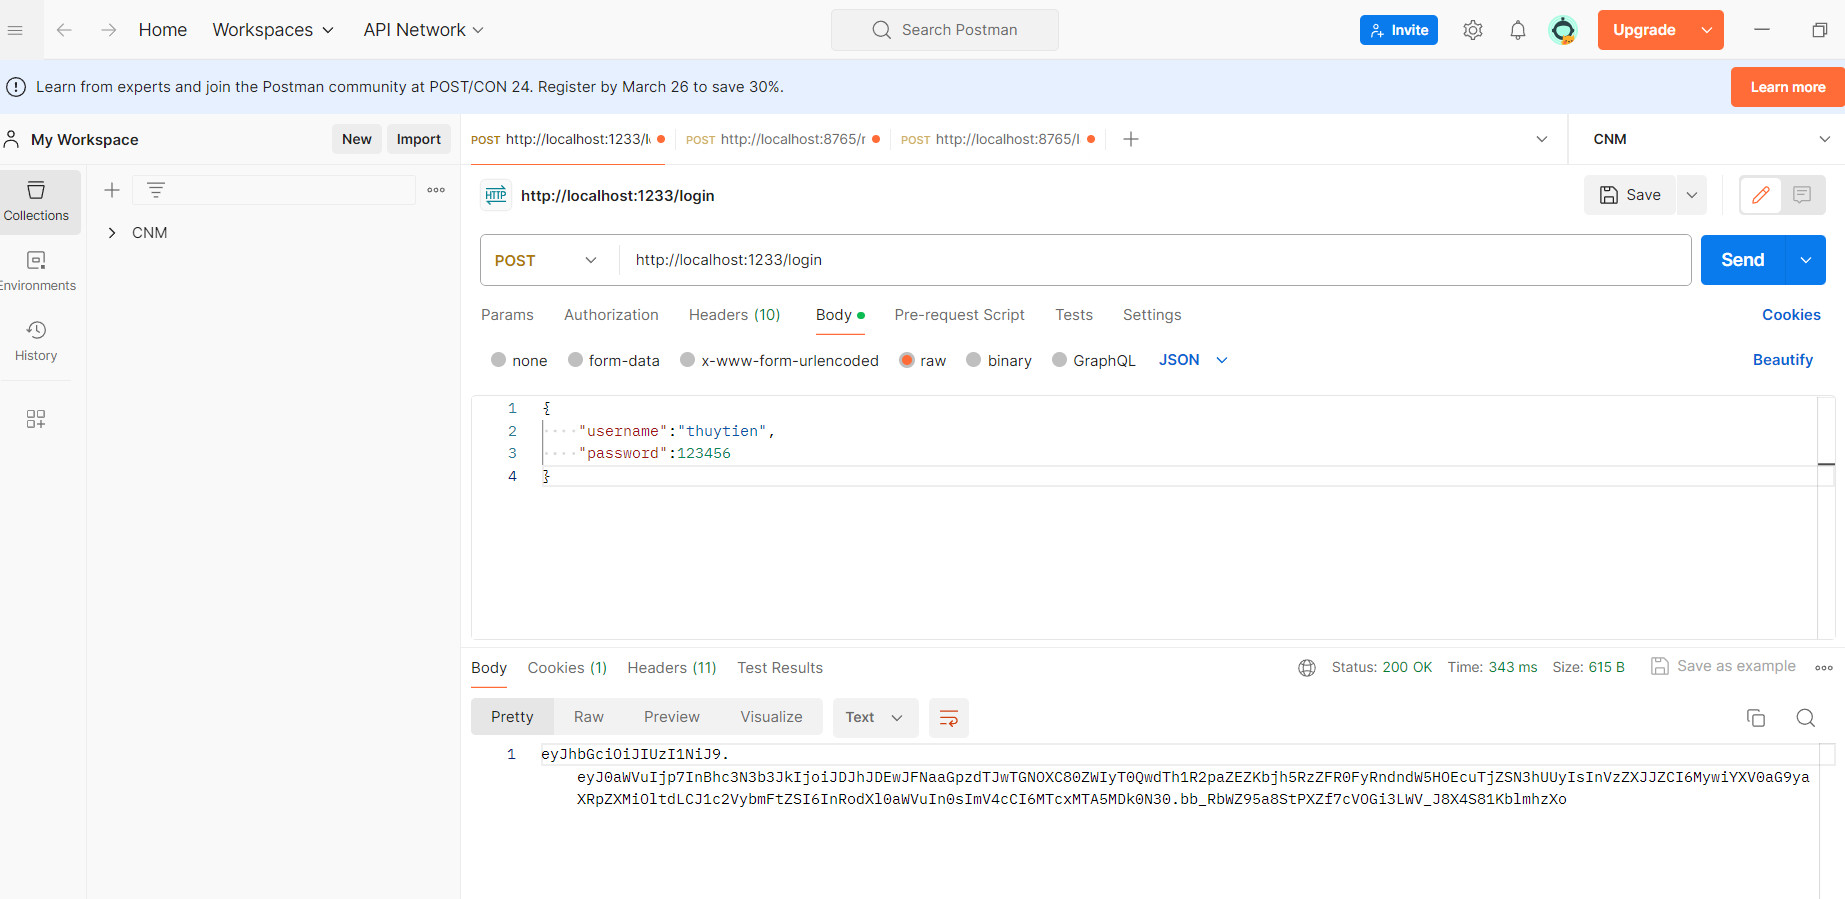 Home Workspaces API Network Search Postman Invite Upgrade
Learn from experts and join the Postman community at POST/CON 24. Register by March 26 to save 30%. Learn more
My Workspace New Import POST http://localhost:1233/l POST http://localhost:8765/r POST http://localhost:8765/l CNM
Collections
CNM
Environments
History
HTTP http://localhost:1233/login Save
POST http://localhost:1233/login Send
Params Authorization Headers (10) Body Pre-request Script Tests Settings Cookies
none form-data x-www-form-urlencoded raw binary GraphQL JSON Beautify
1 {
2 "username":"thuytien",
3 "password":123456
4 }
Body Cookies (1) Headers (11) Test Results Status: 200 OK Time: 343 ms Size: 615 B Save as example
Pretty Raw Preview Visualize Text
1 eyJhbGciOiJIUzI1NiJ9.
eyJ0aWVuIjp7InBhc3N3b3JkIjoiJDJhJDEwJFNaaGpzdTJwTGNOXC80ZWIyT0QwdTh1R2paZEZKbjh5RzZFR0FyRndndW5HOEcuTjZSN3hUUyIsInVzZXJJZCI6MywiYXV0aG9ya
XRpZXMiOltdLCJ1c2VybmFtZSI6InRodXl0aWVuIn0sImV4cCI6MTcxMTA5MDk0N30.bb_RbWZ95a8StPXZf7cVOGi3LWV_J8X4S81KblmhzXo